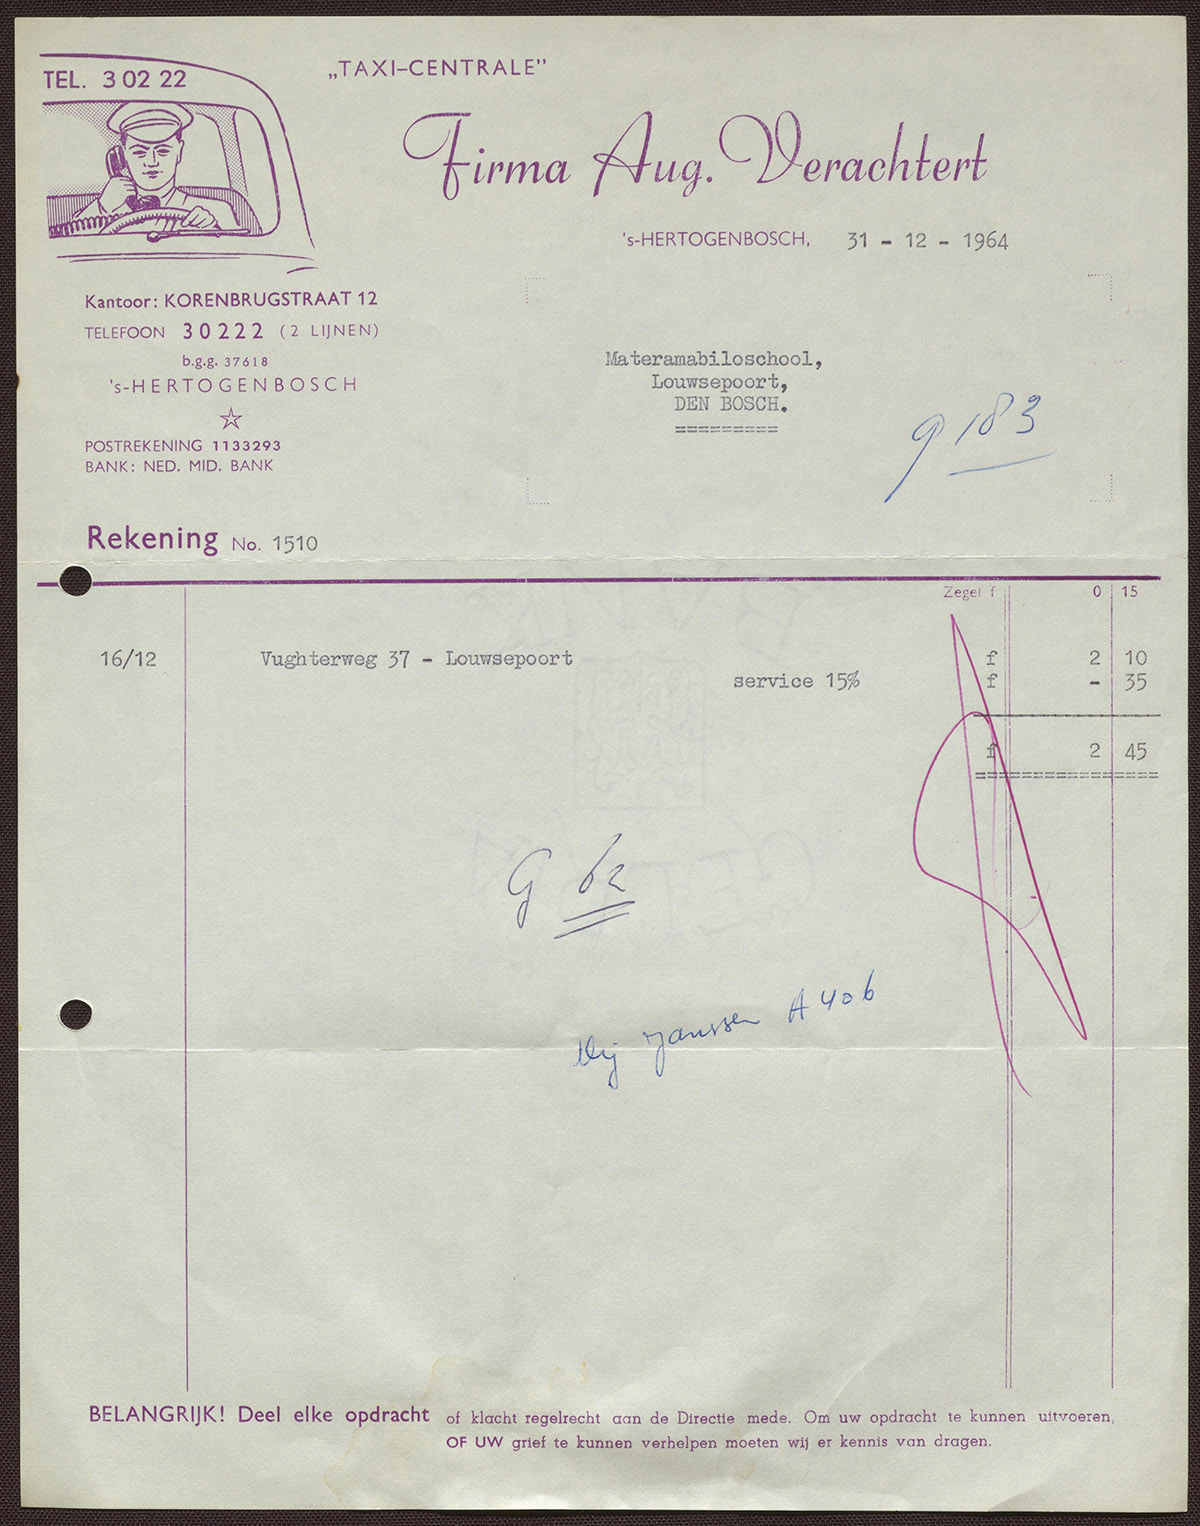 TEL. 3 02 22
„TAXI-CENTRALE”
Firma Aug. Verachtert
's-HERTOGENBOSCH, 31 - 12 - 1964
Kantoor: KORENBRUGSTRAAT 12
TELEFOON 30222 (2 LIJNEN)
b.g.g. 37618
's-HERTOGENBOSCH
POSTREKENING 1133293
BANK: NED. MID. BANK
Materamabiloschool,
Louwsepoort,
DEN BOSCH.
=========
183
Rekening No. 1510
Zegel f 0 15
16/12 Vughterweg 37 - Louwsepoort f 2 10
service 15% f - 35
f 2 45
G 62
Janssen A 406
BELANGRIJK! Deel elke opdracht of klacht regelrecht aan de Directie mede. Om uw opdracht te kunnen uitvoeren,
OF UW grief te kunnen verhelpen moeten wij er kennis van dragen.